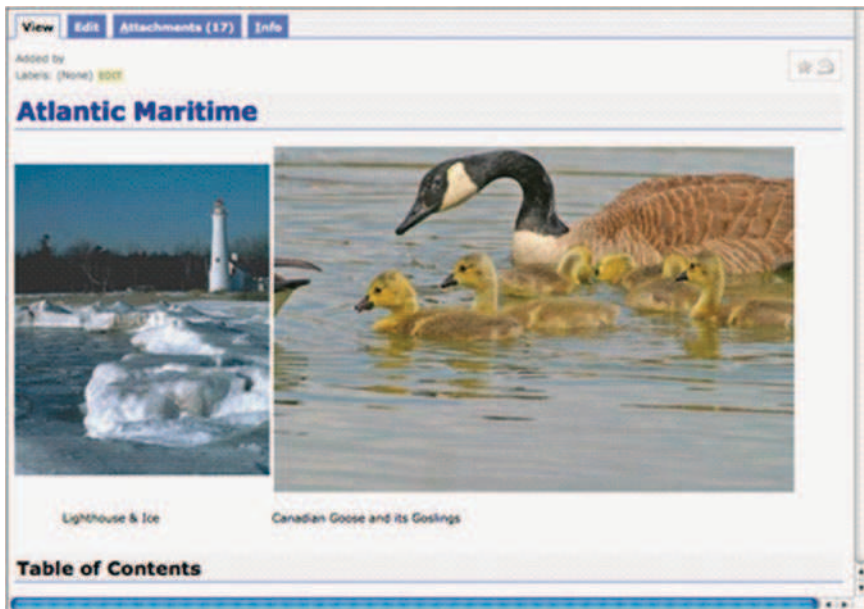 View Edit Attachments (17) Info
Added by
Labels: (None) EDIT
Atlantic Maritime
Lighthouse & Ice Canadian Goose and its Goslings
Table of Contents